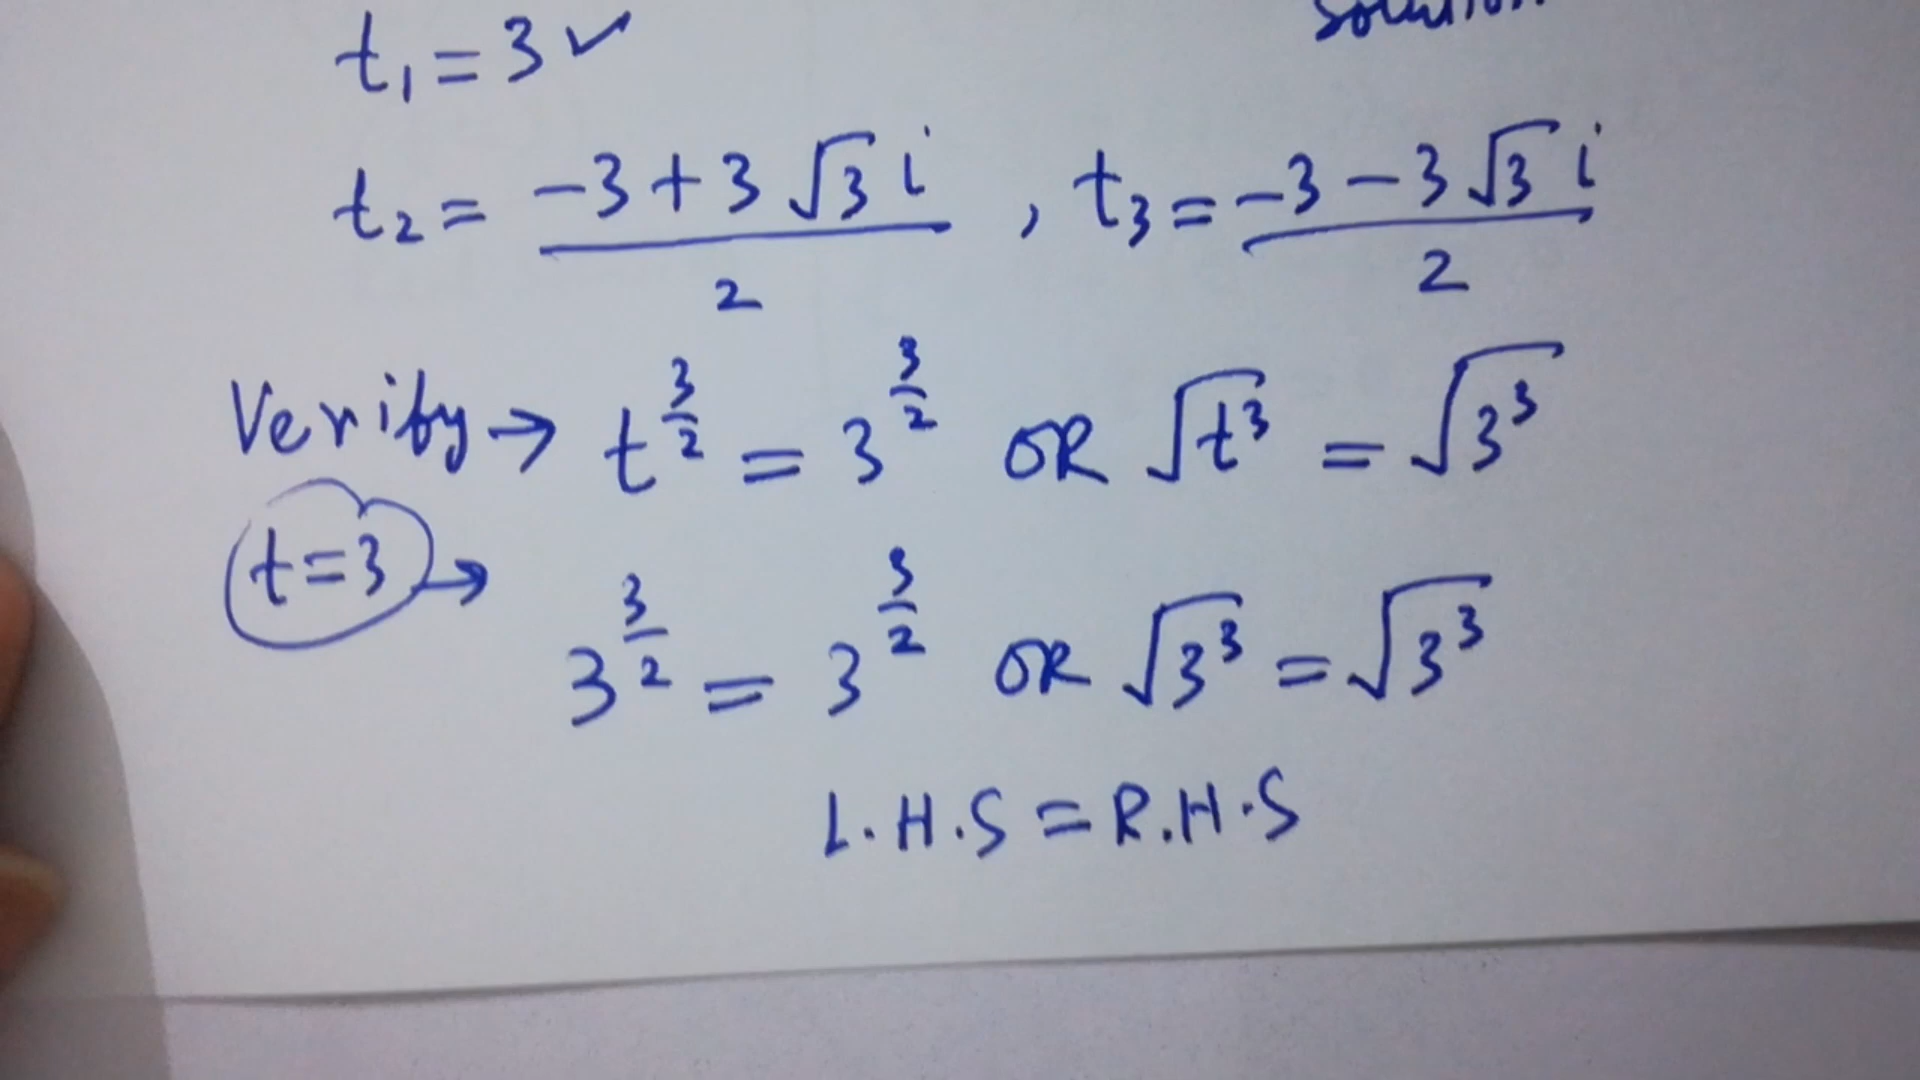 solution
t₁ = 3 ✓
t₂ = (-3 + 3√3 i)/2 , t₃ = (-3 - 3√3 i)/2
Verify → t^(3/2) = 3^(3/2) OR √(t³) = √(3³)
t = 3 → 3^(3/2) = 3^(3/2) OR √(3³) = √(3³)
L.H.S = R.H.S